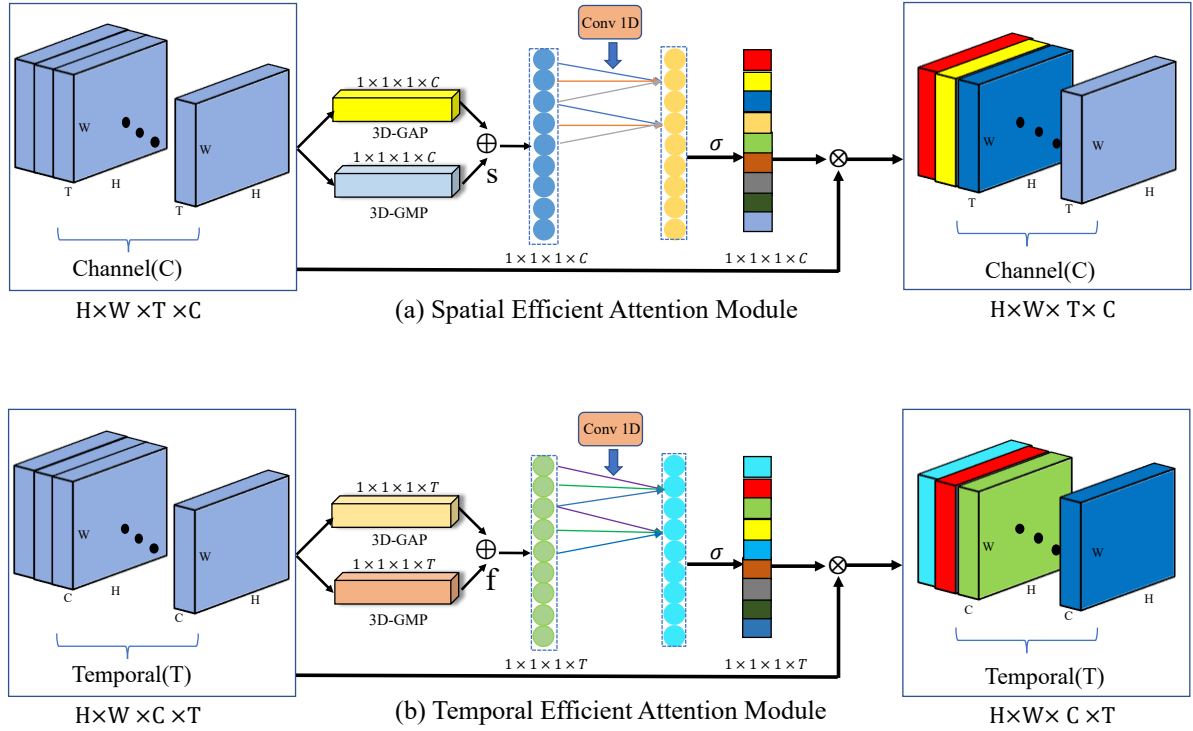 Conv 1D
1×1×1×C
3D-GAP
1×1×1×C
3D-GMP
⊕
s
σ
⊗
W
H
T
W
H
T
Channel(C)
H×W ×T ×C
1×1×1×C
1×1×1×C
W
H
T
W
H
T
Channel(C)
H×W× T× C
(a) Spatial Efficient Attention Module
Conv 1D
1×1×1×T
3D-GAP
1×1×1×T
3D-GMP
⊕
f
σ
⊗
W
H
C
W
H
C
Temporal(T)
H×W ×C ×T
1×1×1×T
1×1×1×T
W
H
C
W
H
C
Temporal(T)
H×W× C ×T
(b) Temporal Efficient Attention Module